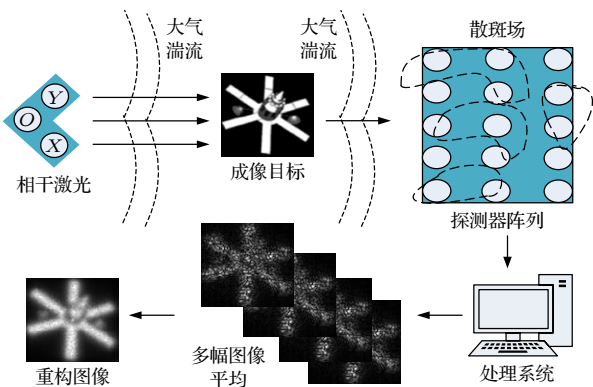 大气
湍流
大气
湍流
散斑场
Y
O
X
相干激光
成像目标
探测器阵列
多幅图像
平均
重构图像
处理系统